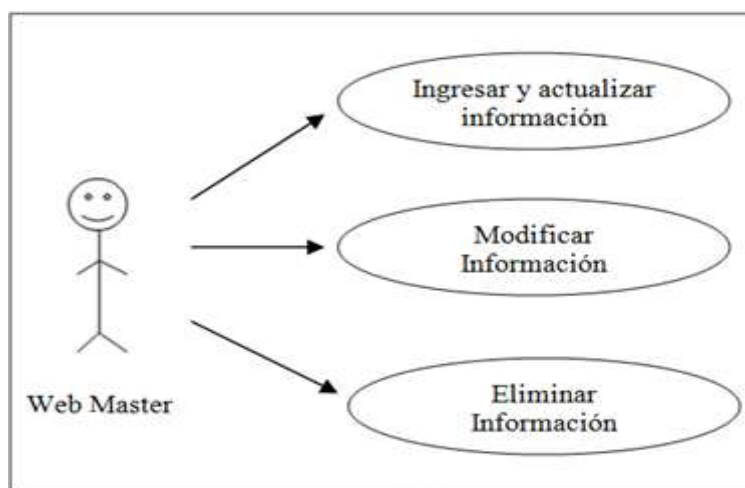 Ingresar y actualizar
información
Modificar
Información
Eliminar
Información
Web Master